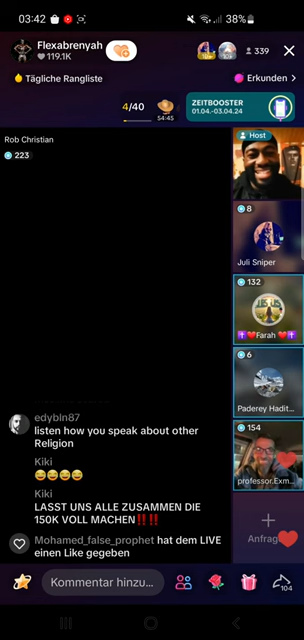 03:42
38%
Flexabrenyah
119.1K
339
Tägliche Rangliste
Erkunden >
4/40
54:45
ZEITBOOSTER
01.04.-03.04.24
Rob Christian
223
Host
8
Juli Sniper
132
Farah
6
Paderey Hadit...
154
professor.Exm...
Anfrag
edybln87
listen how you speak about other
Religion
Kiki
😂😂😂😂
Kiki
LASST UNS ALLE ZUSAMMEN DIE
150K VOLL MACHEN‼️‼️
Mohamed_false_prophet hat dem LIVE
einen Like gegeben
Kommentar hinzu...
104